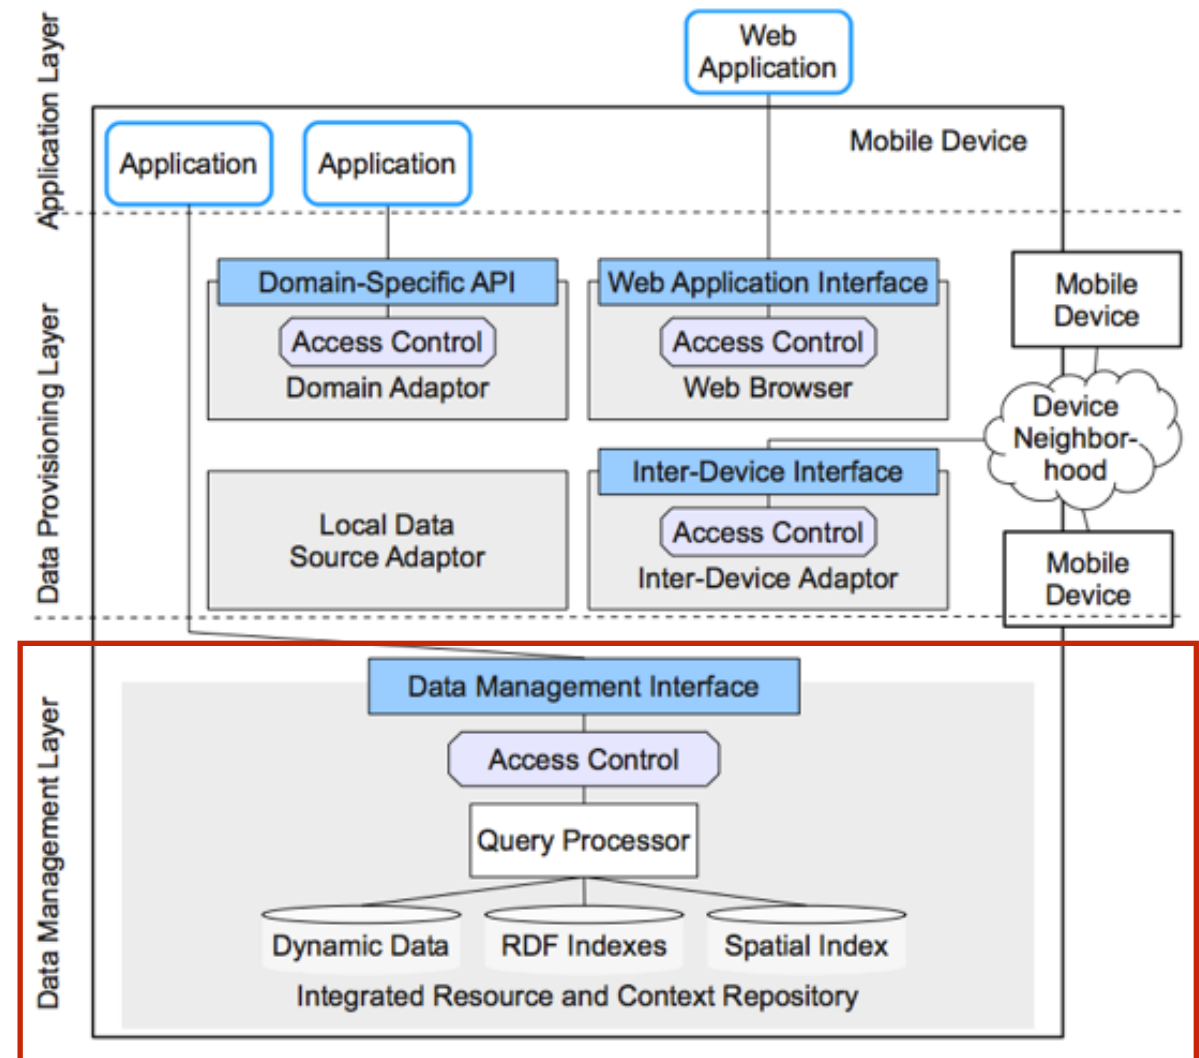 Application Layer
Web
Application
Mobile Device
Application
Application
Data Provisioning Layer
Domain-Specific API
Access Control
Domain Adaptor
Web Application Interface
Access Control
Web Browser
Mobile
Device
Device
Neighbor-
hood
Local Data
Source Adaptor
Inter-Device Interface
Access Control
Inter-Device Adaptor
Mobile
Device
Data Management Layer
Data Management Interface
Access Control
Query Processor
Dynamic Data
RDF Indexes
Spatial Index
Integrated Resource and Context Repository